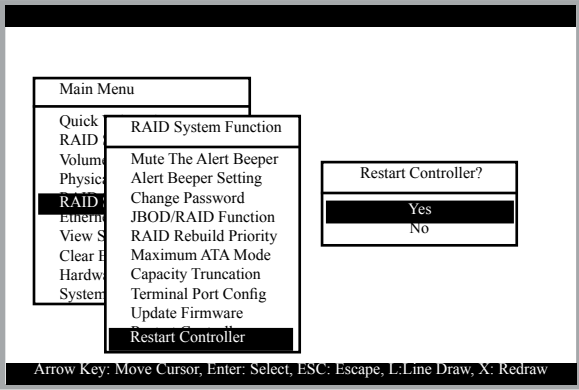 Main Menu
Quick
RAID
Volume
Physica
RAID
Etherne
View S
Clear E
Hardwa
System
RAID System Function
Mute The Alert Beeper
Alert Beeper Setting
Change Password
JBOD/RAID Function
RAID Rebuild Priority
Maximum ATA Mode
Capacity Truncation
Terminal Port Config
Update Firmware
Restart Controller
Restart Controller?
Yes
No
Arrow Key: Move Cursor, Enter: Select, ESC: Escape, L:Line Draw, X: Redraw